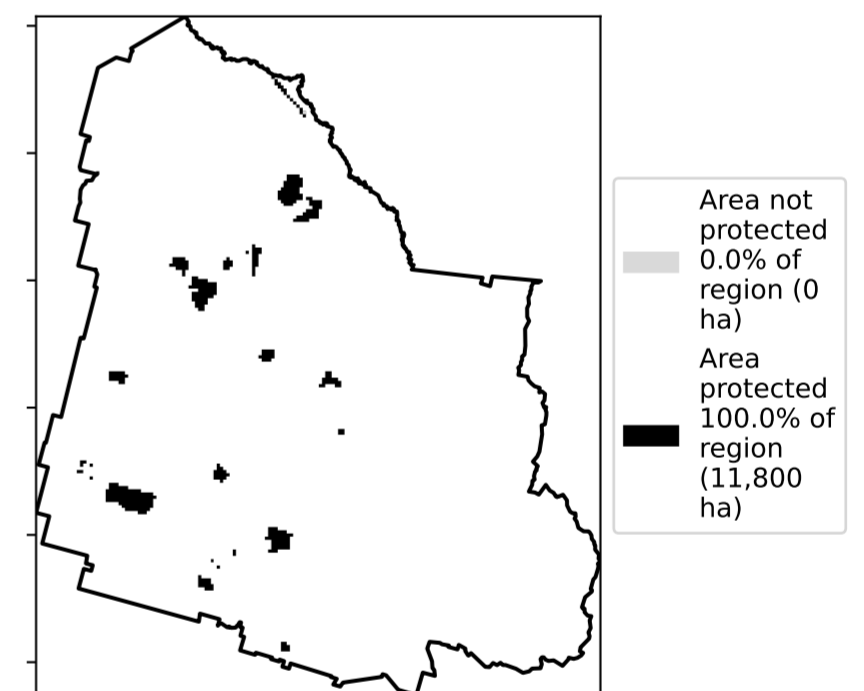 Area not
protected
0.0% of
region (0
ha)
Area
protected
100.0% of
region
(11,800
ha)